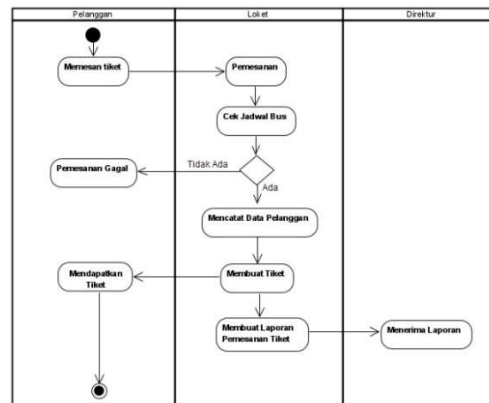 Pelanggan
Loket
Direktur
Memesan tiket
Pemesanan
Cek Jadwal Bus
Tidak Ada
Pemesanan Gagal
Ada
Mencatat Data Pelanggan
Mendapatkan
Tiket
Membuat Tiket
Membuat Laporan
Pemesanan Tiket
Menerima Laporan